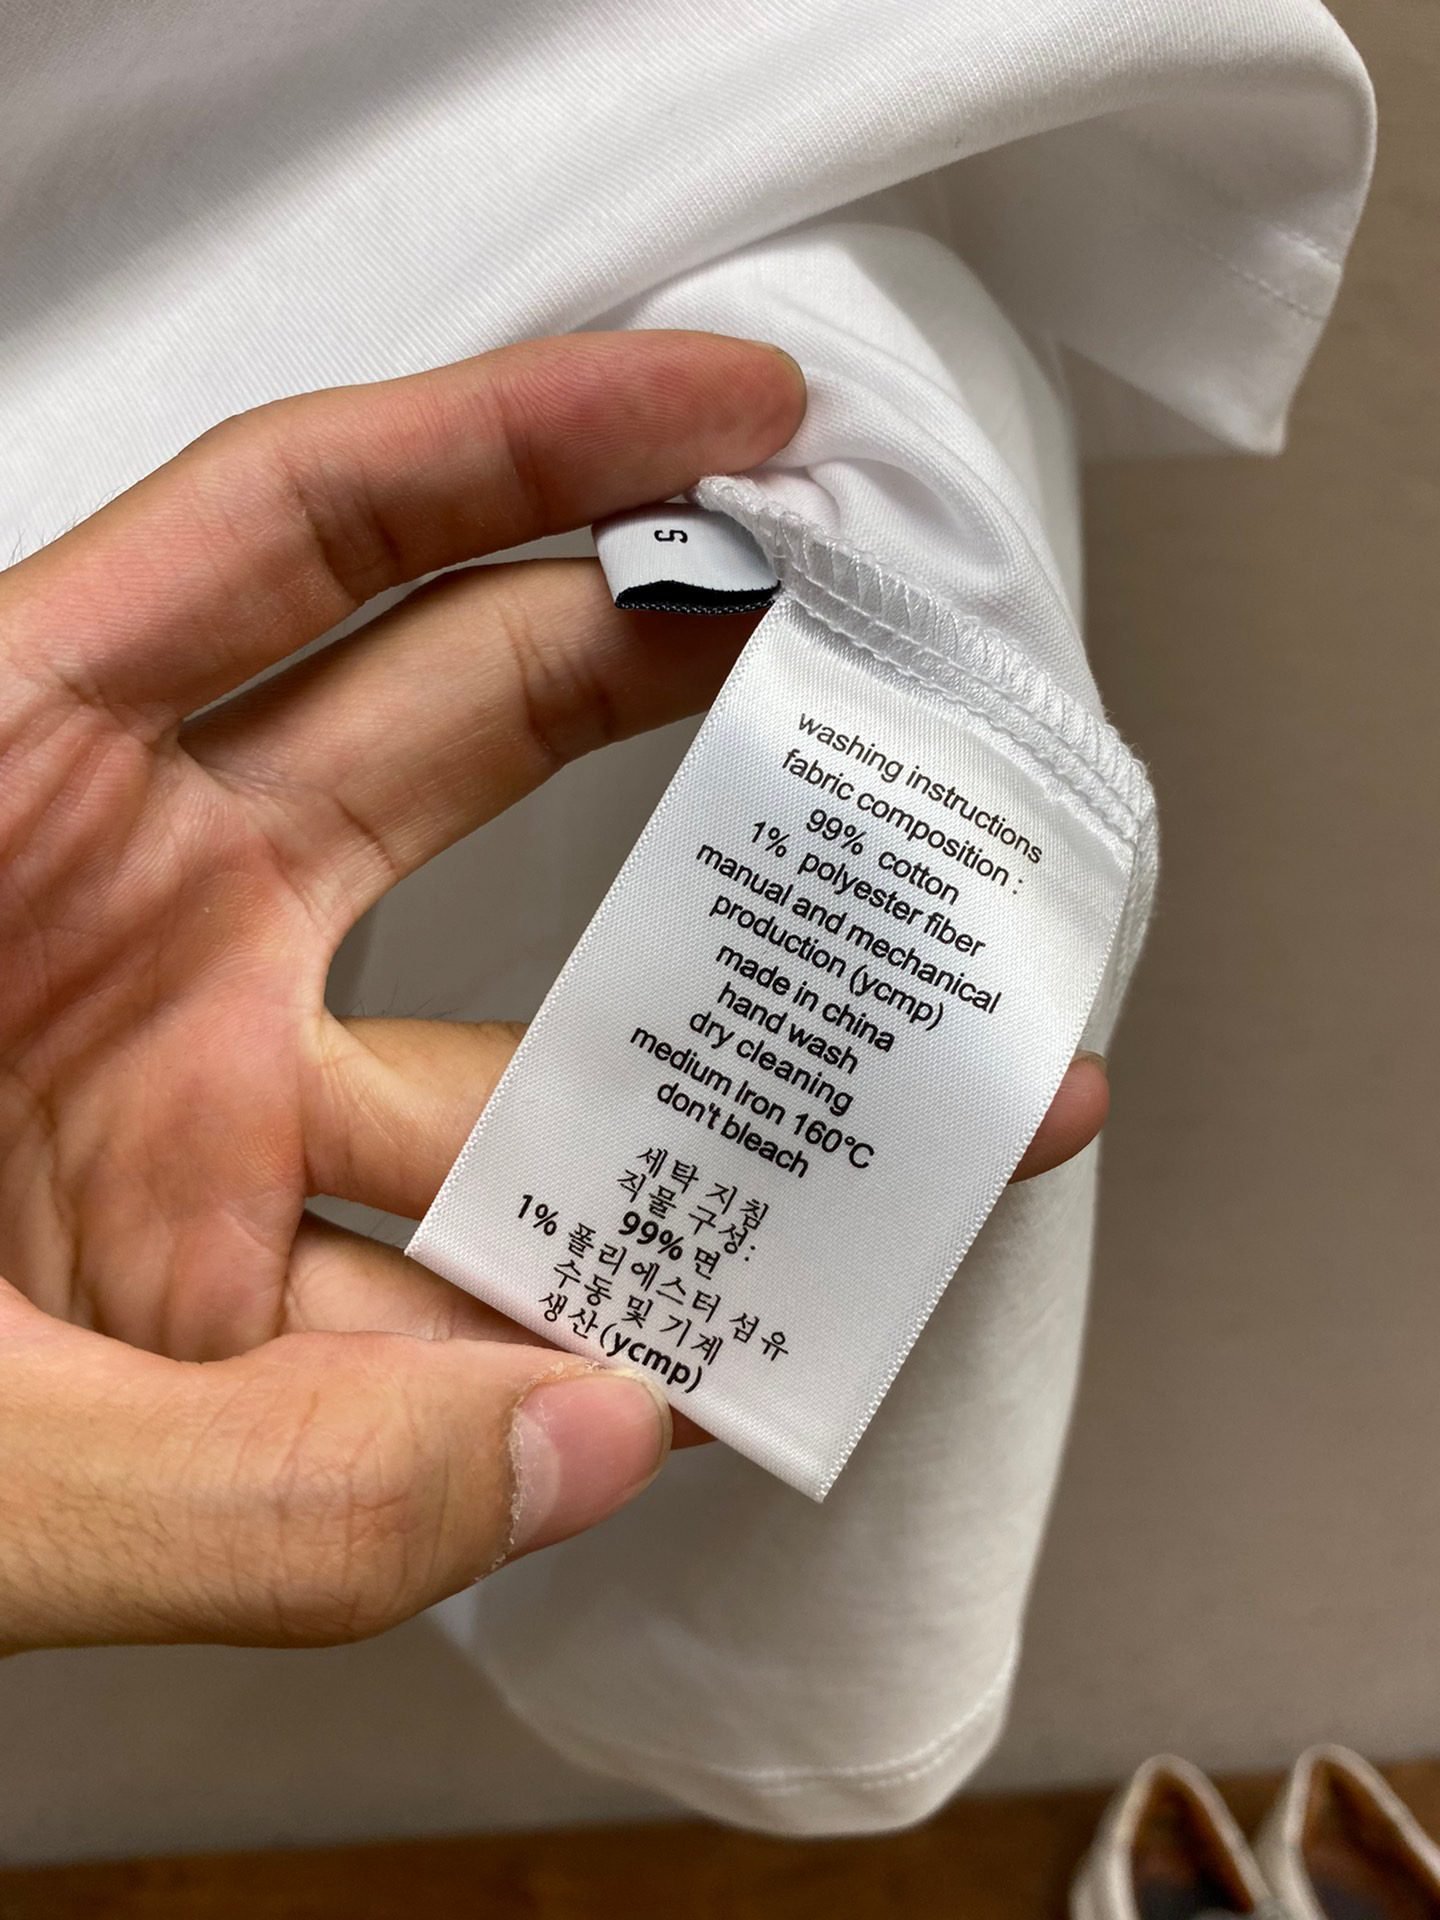 S
washing instructions
fabric composition :
99% cotton
1% polyester fiber
manual and mechanical
production (ycmp)
made in china
hand wash
dry cleaning
medium Iron 160°C
don't bleach
세탁 지침
직물 구성:
99% 면
1% 폴리에스터 섬유
수동 및 기계
생산(ycmp)